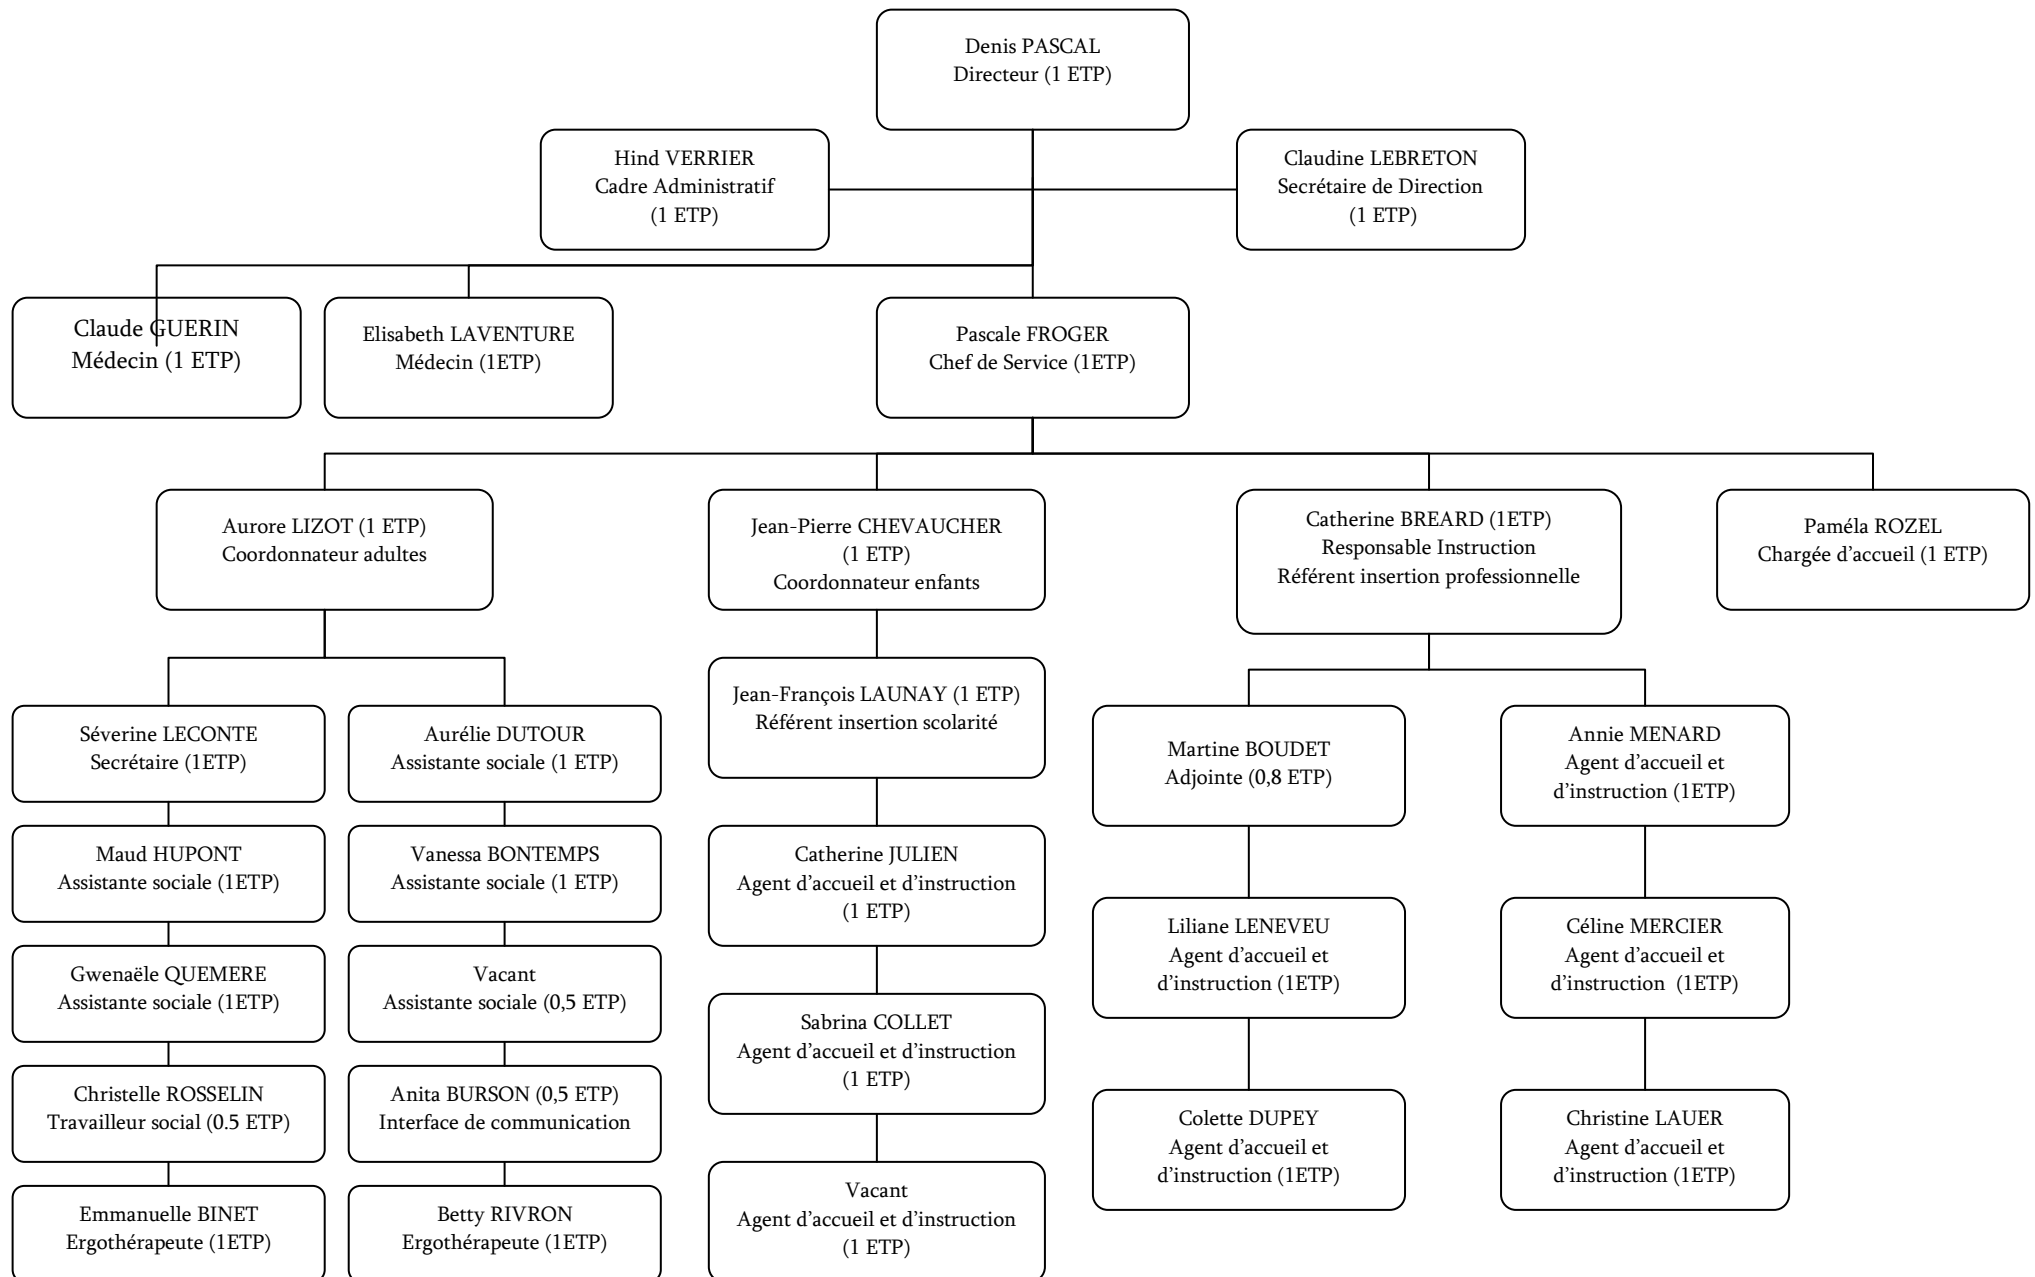 Denis PASCAL
Directeur (1 ETP)
Hind VERRIER
Cadre Administratif
(1 ETP)
Claudine LEBRETON
Secrétaire de Direction
(1 ETP)
Claude GUERIN
Médecin (1 ETP)
Elisabeth LAVENTURE
Médecin (1ETP)
Pascale FROGER
Chef de Service (1ETP)
Aurore LIZOT (1 ETP)
Coordonnateur adultes
Jean-Pierre CHEVAUCHER
(1 ETP)
Coordonnateur enfants
Catherine BREARD (1ETP)
Responsable Instruction
Référent insertion professionnelle
Paméla ROZEL
Chargée d'accueil (1 ETP)
Séverine LECONTE
Secrétaire (1ETP)
Maud HUPONT
Assistante sociale (1ETP)
Gwenaële QUEMERE
Assistante sociale (1ETP)
Christelle ROSSELIN
Travailleur social (0.5 ETP)
Emmanuelle BINET
Ergothérapeute (1ETP)
Aurélie DUTOUR
Assistante sociale (1 ETP)
Vanessa BONTEMPS
Assistante sociale (1 ETP)
Vacant
Assistante sociale (0,5 ETP)
Anita BURSON (0,5 ETP)
Interface de communication
Betty RIVRON
Ergothérapeute (1ETP)
Jean-François LAUNAY (1 ETP)
Référent insertion scolarité
Catherine JULIEN
Agent d'accueil et d'instruction
(1 ETP)
Sabrina COLLET
Agent d'accueil et d'instruction
(1 ETP)
Vacant
Agent d'accueil et d'instruction
(1 ETP)
Martine BOUDET
Adjointe (0,8 ETP)
Liliane LENEVEU
Agent d'accueil et
d'instruction (1ETP)
Colette DUPEY
Agent d'accueil et
d'instruction (1ETP)
Annie MENARD
Agent d'accueil et
d'instruction (1ETP)
Céline MERCIER
Agent d'accueil et
d'instruction  (1ETP)
Christine LAUER
Agent d'accueil et
d'instruction (1ETP)